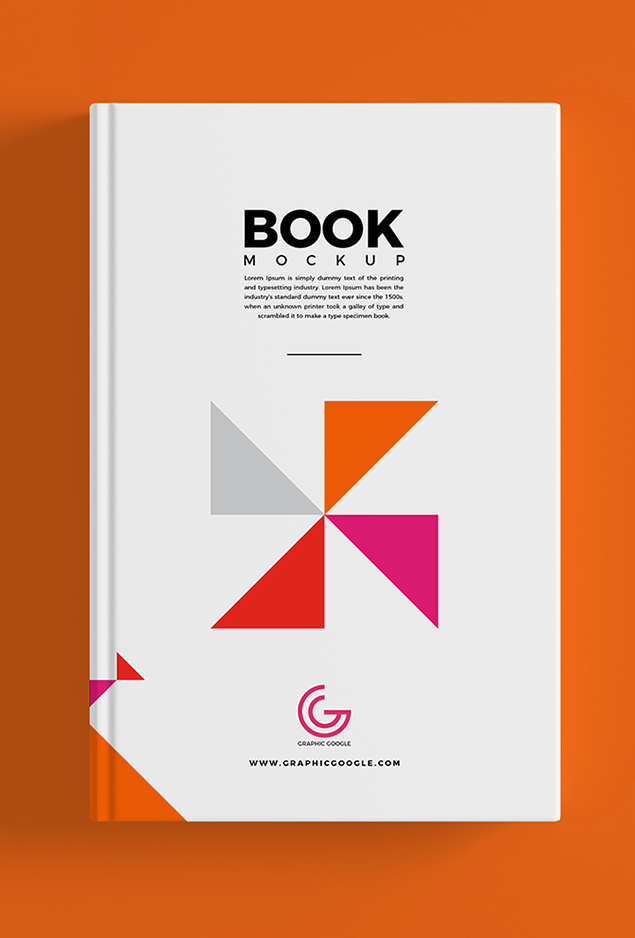 BOOK
MOCKUP
Lorem Ipsum is simply dummy text of the printing
and typesetting industry. Lorem Ipsum has been the
industry's standard dummy text ever since the 1500s,
when an unknown printer took a galley of type and
scrambled it to make a type specimen book.
GRAPHIC GOOGLE
WWW.GRAPHICGOOGLE.COM